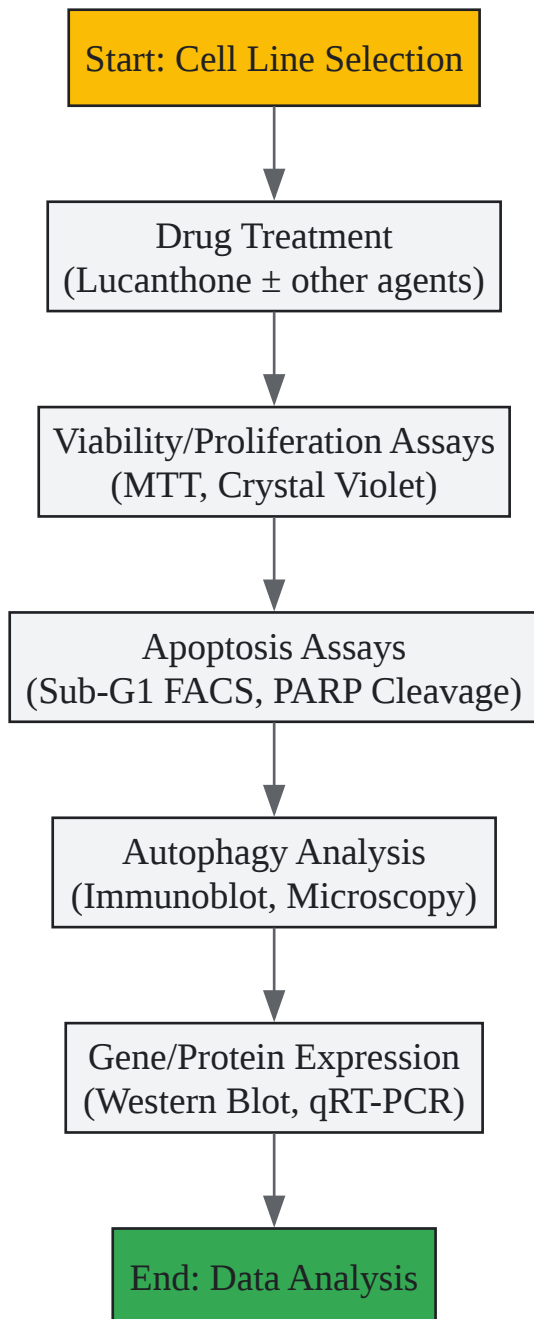 Start: Cell Line Selection
Drug Treatment
(Lucanthone ± other agents)
Viability/Proliferation Assays
(MTT, Crystal Violet)
Apoptosis Assays
(Sub-G1 FACS, PARP Cleavage)
Autophagy Analysis
(Immunoblot, Microscopy)
Gene/Protein Expression
(Western Blot, qRT-PCR)
End: Data Analysis